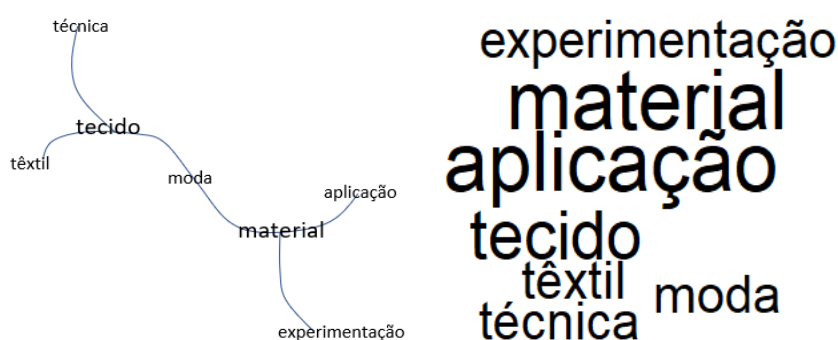 técnica
tecido
têxtil
moda
aplicação
material
experimentação
experimentação
material
aplicação
tecido
têxtil
moda
técnica